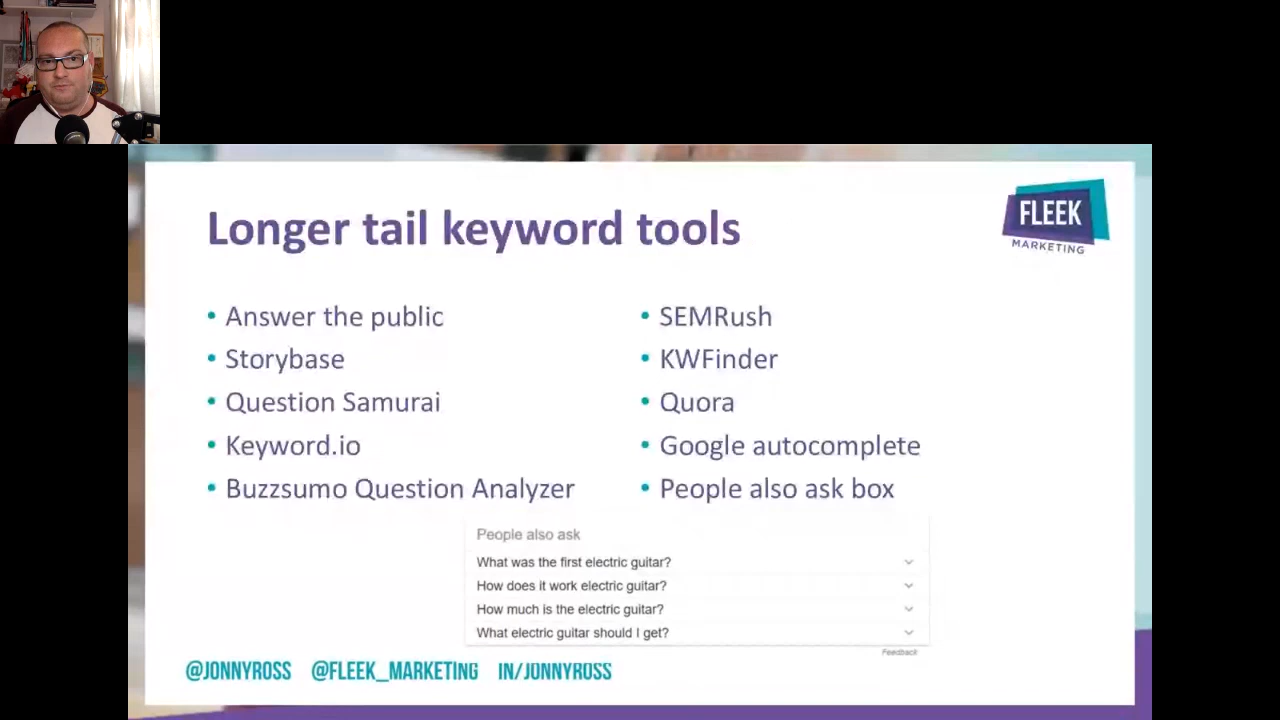 Longer tail keyword tools
FLEEK
MARKETING
• Answer the public
• Storybase
• Question Samurai
• Keyword.io
• Buzzsumo Question Analyzer
• SEMRush
• KWFinder
• Quora
• Google autocomplete
• People also ask box
People also ask
What was the first electric guitar?
How does it work electric guitar?
How much is the electric guitar?
What electric guitar should I get?
Feedback
@JONNYROSS @FLEEK_MARKETING IN/JONNYROSS